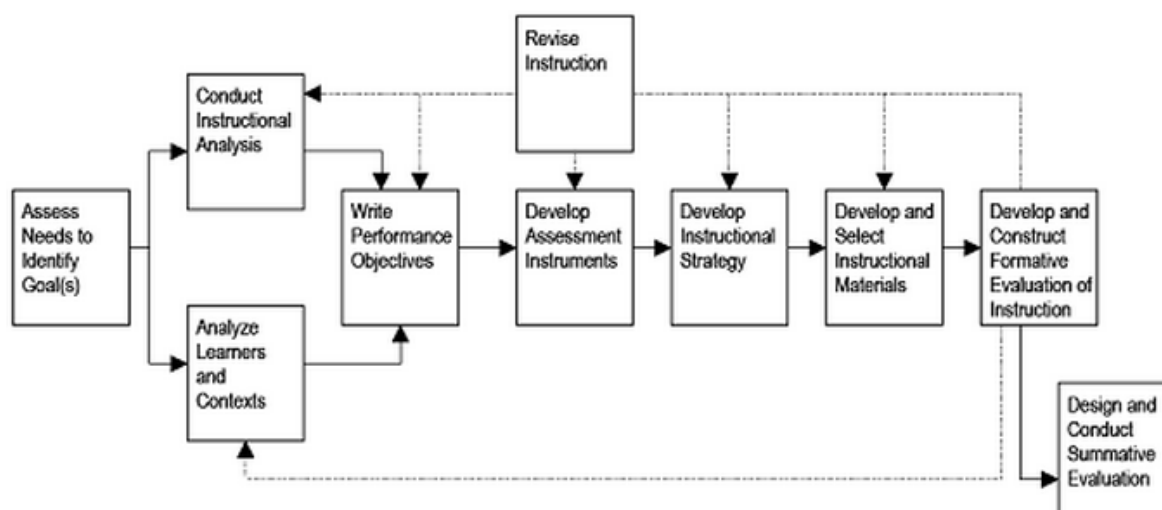 Revise
Instruction
Conduct
Instructional
Analysis
Assess
Needs to
Identify
Goal(s)
Write
Performance
Objectives
Develop
Assessment
Instruments
Develop
Instructional
Strategy
Develop and
Select
Instructional
Materials
Develop and
Construct
Formative
Evaluation of
Instruction
Analyze
Learners
and
Contexts
Design and
Conduct
Summative
Evaluation